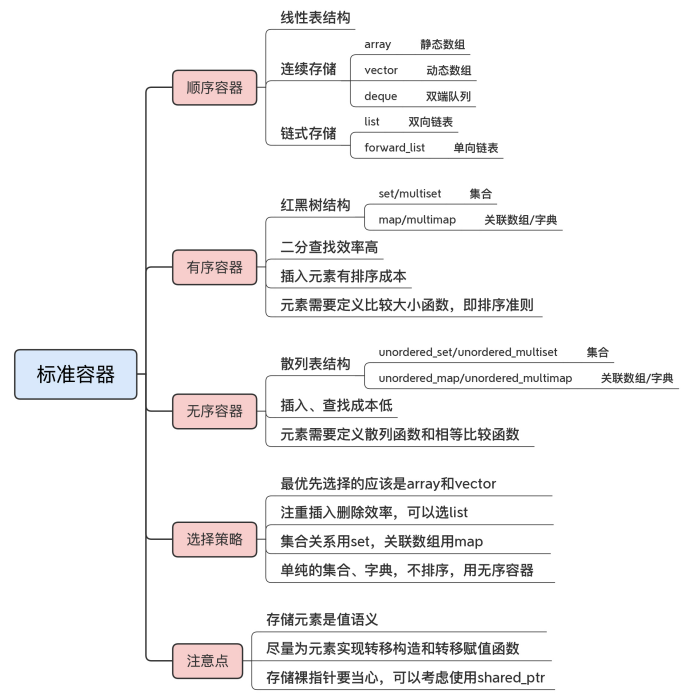 标准容器
顺序容器
线性表结构
连续存储
array 静态数组
vector 动态数组
deque 双端队列
链式存储
list 双向链表
forward_list 单向链表
有序容器
红黑树结构
set/multiset 集合
map/multimap 关联数组/字典
二分查找效率高
插入元素有排序成本
元素需要定义比较大小函数，即排序准则
无序容器
散列表结构
unordered_set/unordered_multiset 集合
unordered_map/unordered_multimap 关联数组/字典
插入、查找成本低
元素需要定义散列函数和相等比较函数
选择策略
最优先选择的应该是array和vector
注重插入删除效率，可以选list
集合关系用set，关联数组用map
单纯的集合、字典，不排序，用无序容器
注意点
存储元素是值语义
尽量为元素实现转移构造和转移赋值函数
存储裸指针要当心，可以考虑使用shared_ptr